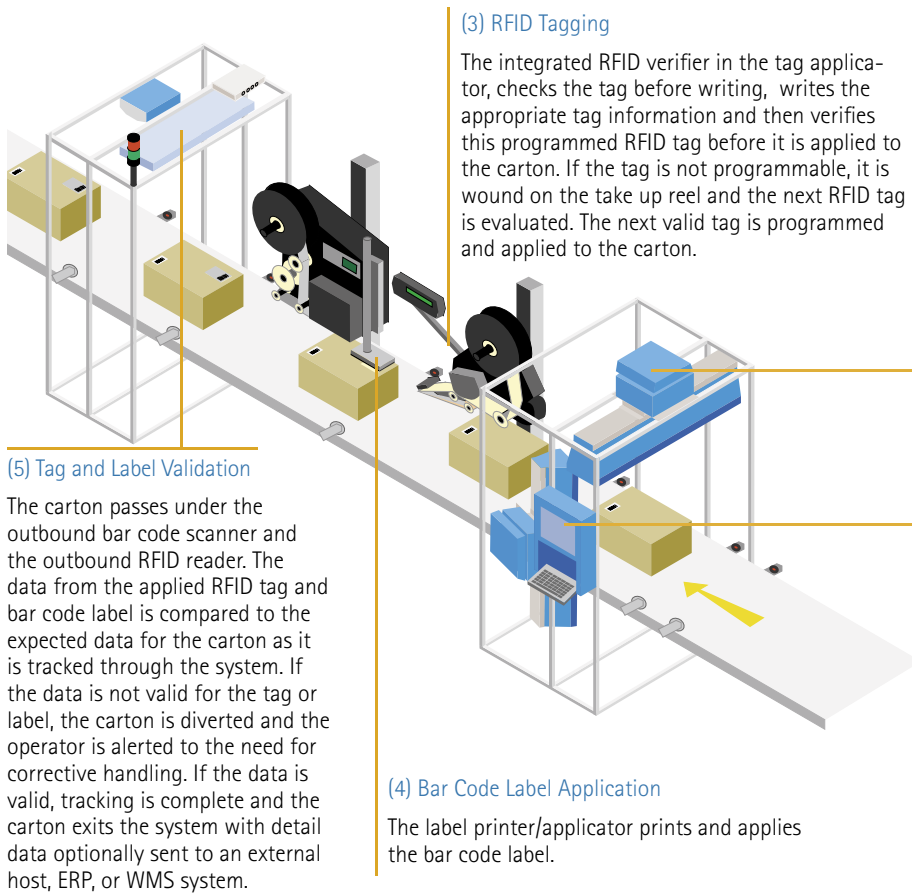 (3) RFID Tagging
The integrated RFID verifier in the tag applica-
tor, checks the tag before writing,  writes the
appropriate tag information and then verifies
this programmed RFID tag before it is applied to
the carton. If the tag is not programmable, it is
wound on the take up reel and the next RFID tag
is evaluated. The next valid tag is programmed
and applied to the carton.
(5) Tag and Label Validation
The carton passes under the
outbound bar code scanner and
the outbound RFID reader. The
data from the applied RFID tag and
bar code label is compared to the
expected data for the carton as it
is tracked through the system. If
the data is not valid for the tag or
label, the carton is diverted and the
operator is alerted to the need for
corrective handling. If the data is
valid, tracking is complete and the
carton exits the system with detail
data optionally sent to an external
host, ERP, or WMS system.
(4) Bar Code Label Application
The label printer/applicator prints and applies
the bar code label.